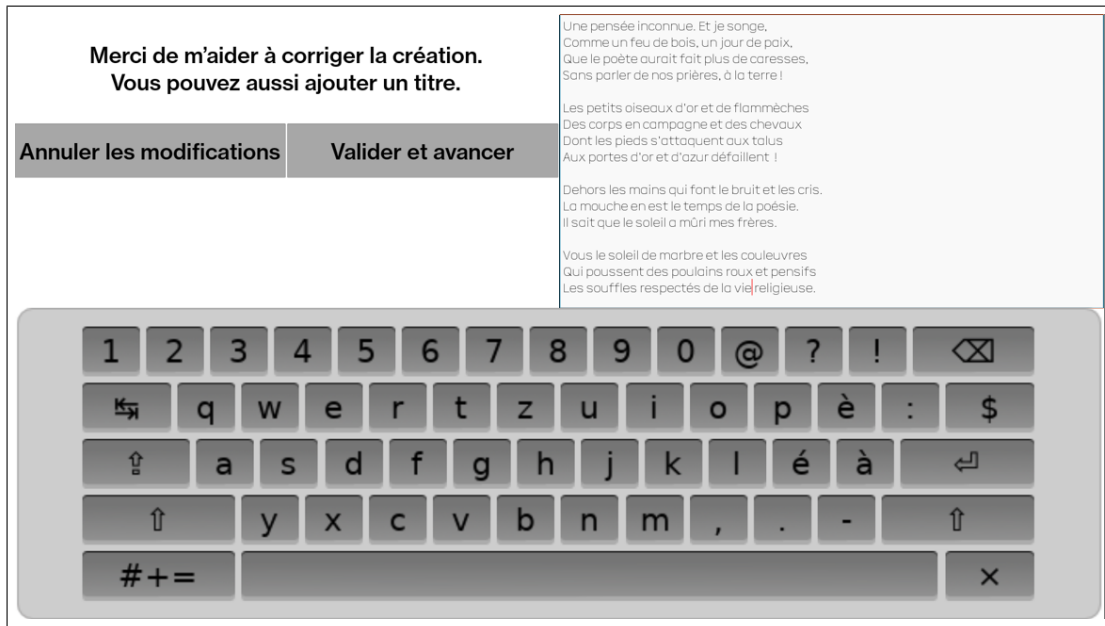 Merci de m’aider à corriger la création.
Vous pouvez aussi ajouter un titre.
Annuler les modifications
Valider et avancer
Une pensée inconnue. Et je songe,
Comme un feu de bois, un jour de paix,
Que le poète aurait fait plus de caresses,
Sans parler de nos prières, à la terre !
Les petits oiseaux d'or et de flammèches
Des corps en campagne et des chevaux
Dont les pieds s'attaquent aux talus
Aux portes d'or et d'azur défaillent !
Dehors les mains qui font le bruit et les cris.
La mouche en est le temps de la poésie.
Il sait que le soleil a mûri mes frères.
Vous le soleil de marbre et les couleuvres
Qui poussent des poulains roux et pensifs
Les souffles respectés de la vie religieuse.
1 2 3 4 5 6 7 8 9 0 @ ? ! ⌫
↹ q w e r t z u i o p è : $
⇪ a s d f g h j k l é à ⏎
⇧ y x c v b n m , . - ⇧
#+= ×